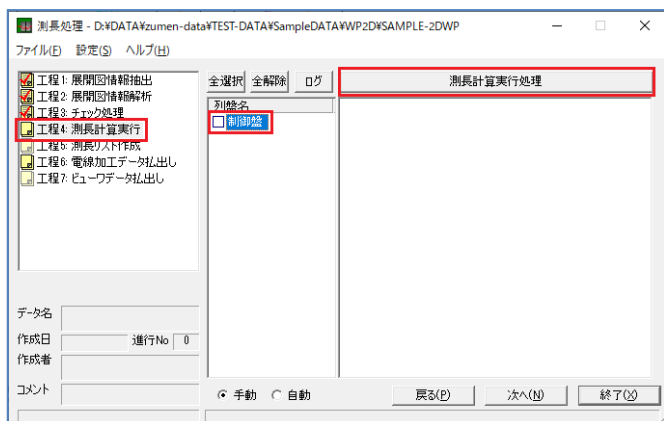 測長処理 - D:¥DATA¥zumen-data¥TEST-DATA¥SampleDATA¥WP2D¥SAMPLE-2DWP
ファイル(F) 設定(S) ヘルプ(H)
工程1: 展開図情報抽出
工程2: 展開図情報解析
工程3: チェック処理
工程4: 測長計算実行
工程5: 測長リスト作成
工程6: 電線加工データ払出し
工程7: ビューワデータ払出し
全選択 全解除 ログ
測長計算実行処理
列盤名
制御盤
データ名
作成日 進行No 0
作成者
コメント
手動 自動
戻る(P) 次へ(N) 終了(X)